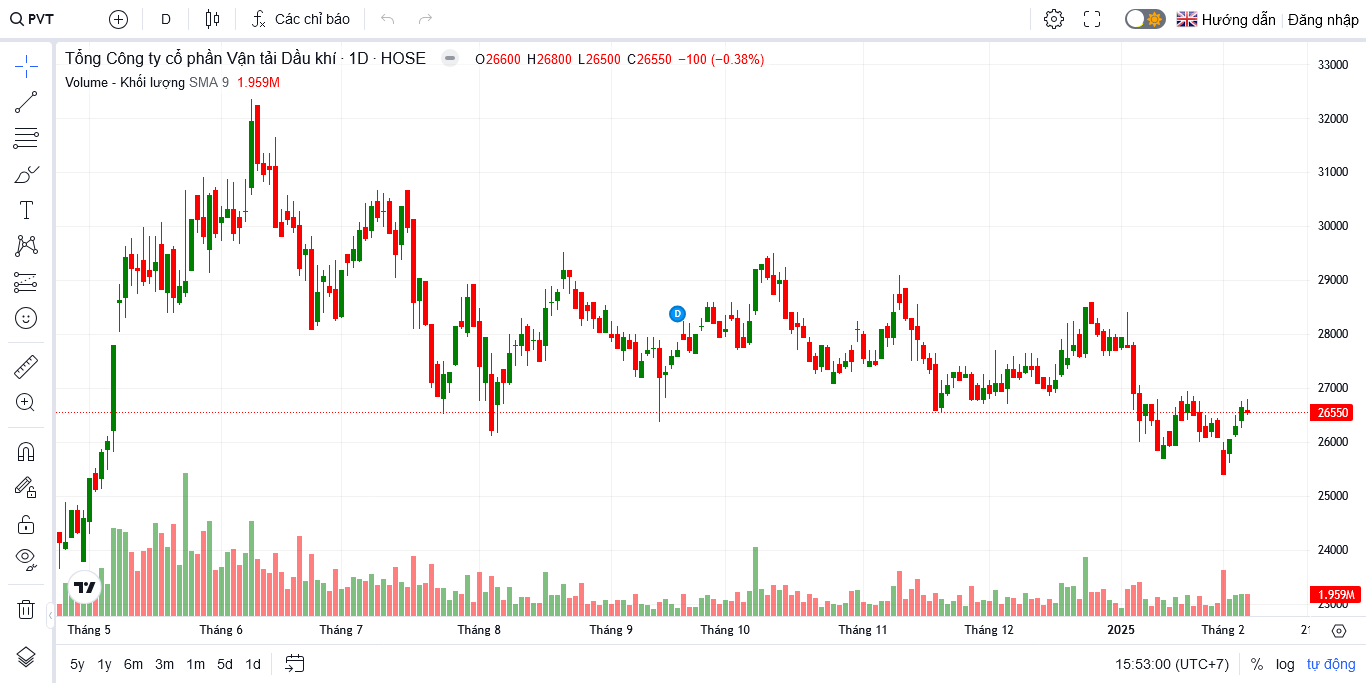 PVT D Các chỉ báo Hướng dẫn Đăng nhập
Tổng Công ty cổ phần Vận tải Dầu khí · 1D · HOSE O26600 H26800 L26500 C26550 −100 (−0.38%)
Volume - Khối lượng SMA 9 1.959M
33000
32000
31000
30000
29000
D
28000
27000
26550
26000
25000
24000
1.959M
23000
Tháng 5 Tháng 6 Tháng 7 Tháng 8 Tháng 9 Tháng 10 Tháng 11 Tháng 12 2025 Tháng 2
5y 1y 6m 3m 1m 5d 1d 15:53:00 (UTC+7) % log tự động